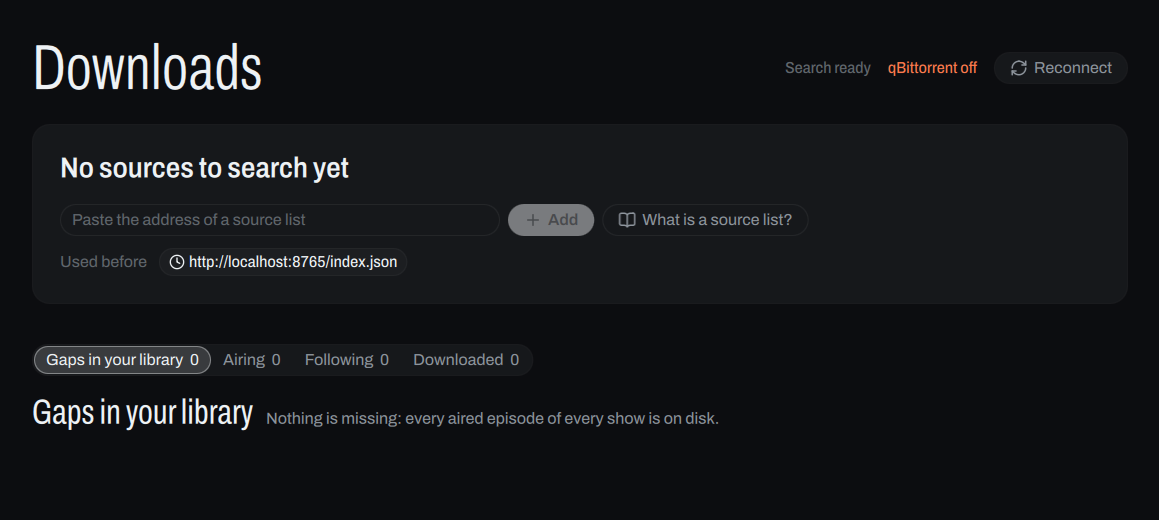 Downloads
Search ready qBittorrent off Reconnect
No sources to search yet
Paste the address of a source list + Add What is a source list?
Used before http://localhost:8765/index.json
Gaps in your library 0 Airing 0 Following 0 Downloaded 0
Gaps in your library Nothing is missing: every aired episode of every show is on disk.